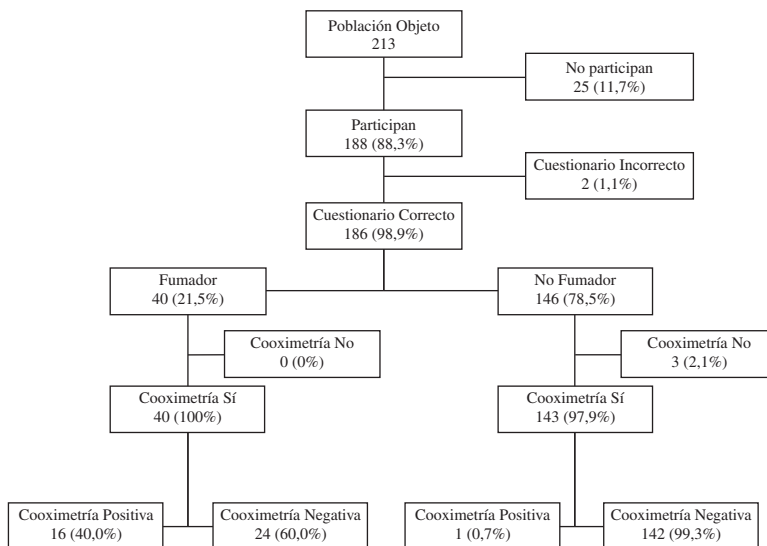 Población Objeto
213
No participan
25 (11,7%)
Participan
188 (88,3%)
Cuestionario Incorrecto
2 (1,1%)
Cuestionario Correcto
186 (98,9%)
Fumador
40 (21,5%)
No Fumador
146 (78,5%)
Cooximetría No
0 (0%)
Cooximetría No
3 (2,1%)
Cooximetría Sí
40 (100%)
Cooximetría Sí
143 (97,9%)
Cooximetría Positiva
16 (40,0%)
Cooximetría Negativa
24 (60,0%)
Cooximetría Positiva
1 (0,7%)
Cooximetría Negativa
142 (99,3%)